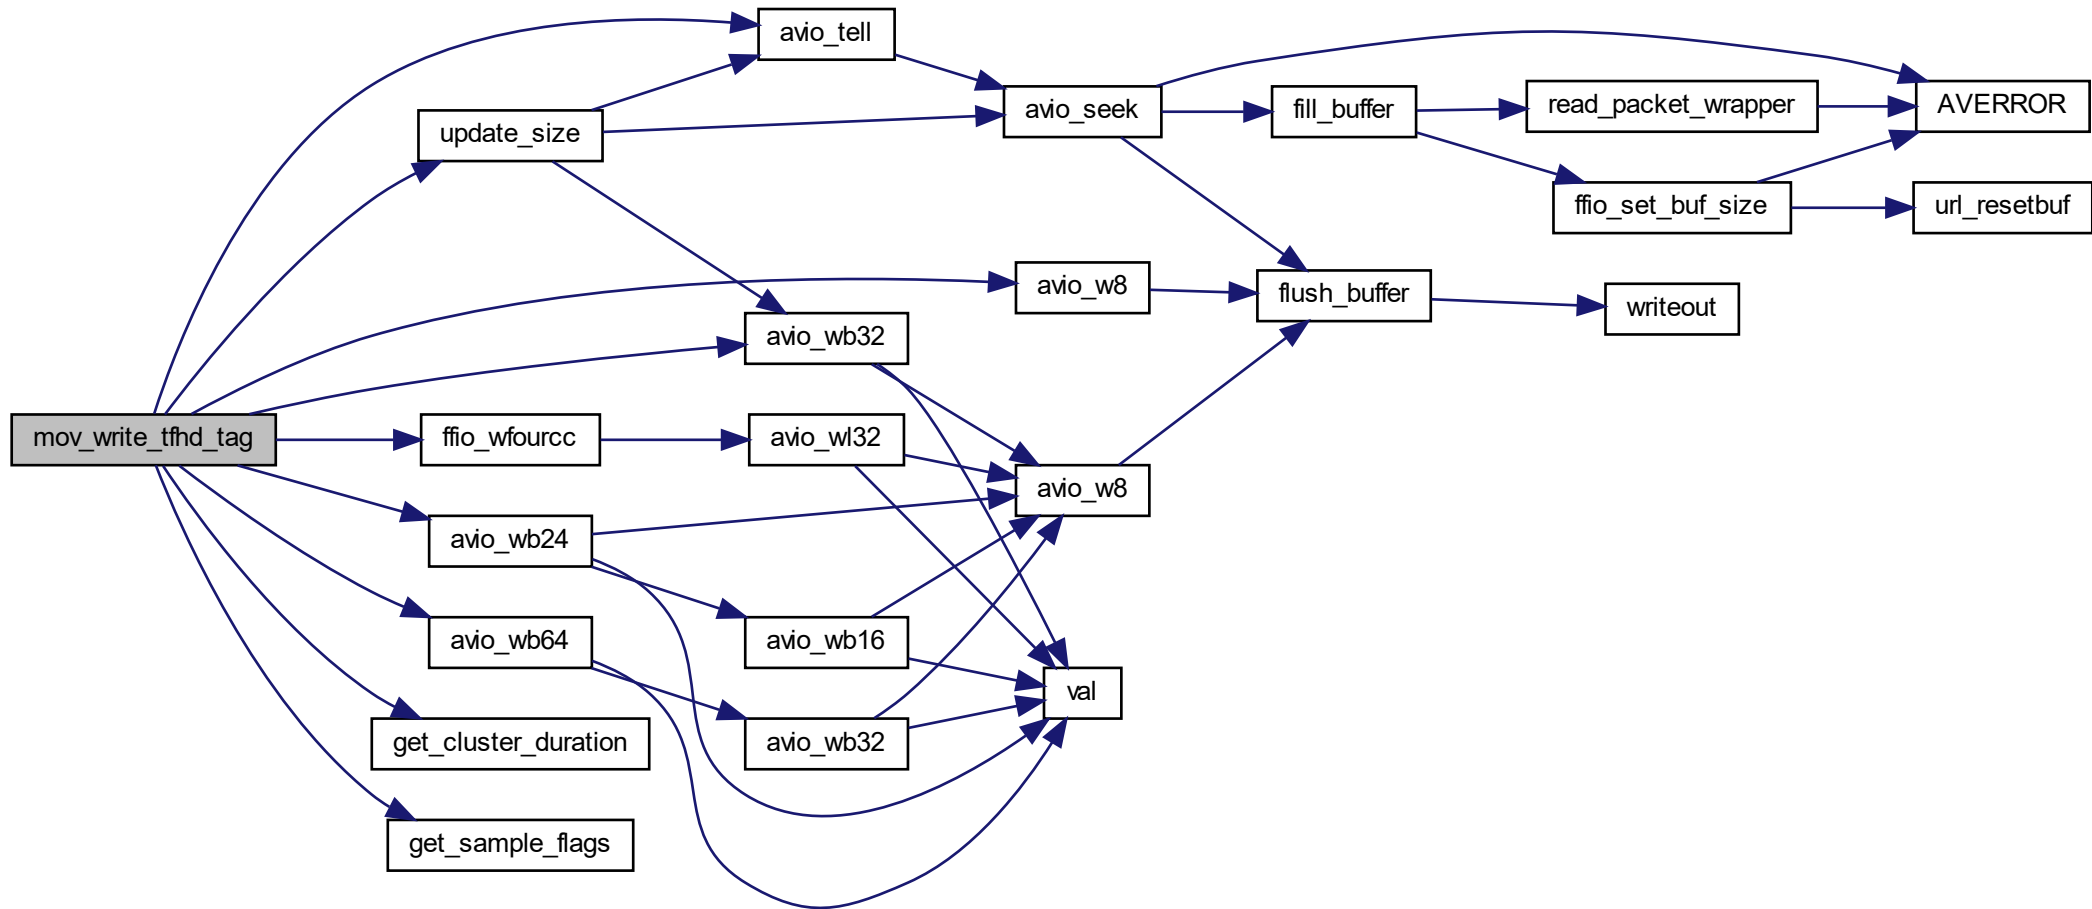 avio_tell
avio_seek
fill_buffer
read_packet_wrapper
AVERROR
update_size
ffio_set_buf_size
url_resetbuf
avio_w8
flush_buffer
writeout
avio_wb32
mov_write_tfhd_tag
ffio_wfourcc
avio_wl32
avio_w8
avio_wb24
avio_wb64
avio_wb16
val
get_cluster_duration
avio_wb32
get_sample_flags